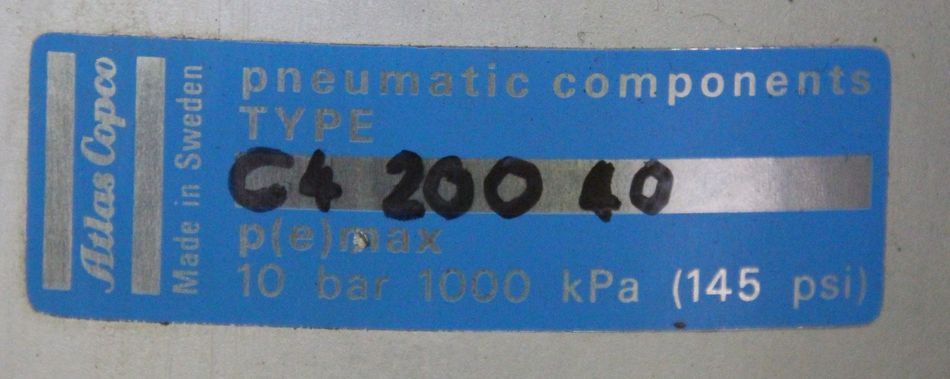 Atlas Copco
Made in Sweden
pneumatic components
TYPE
C4 200 40
p(e)max
10 bar 1000 kPa (145 psi)